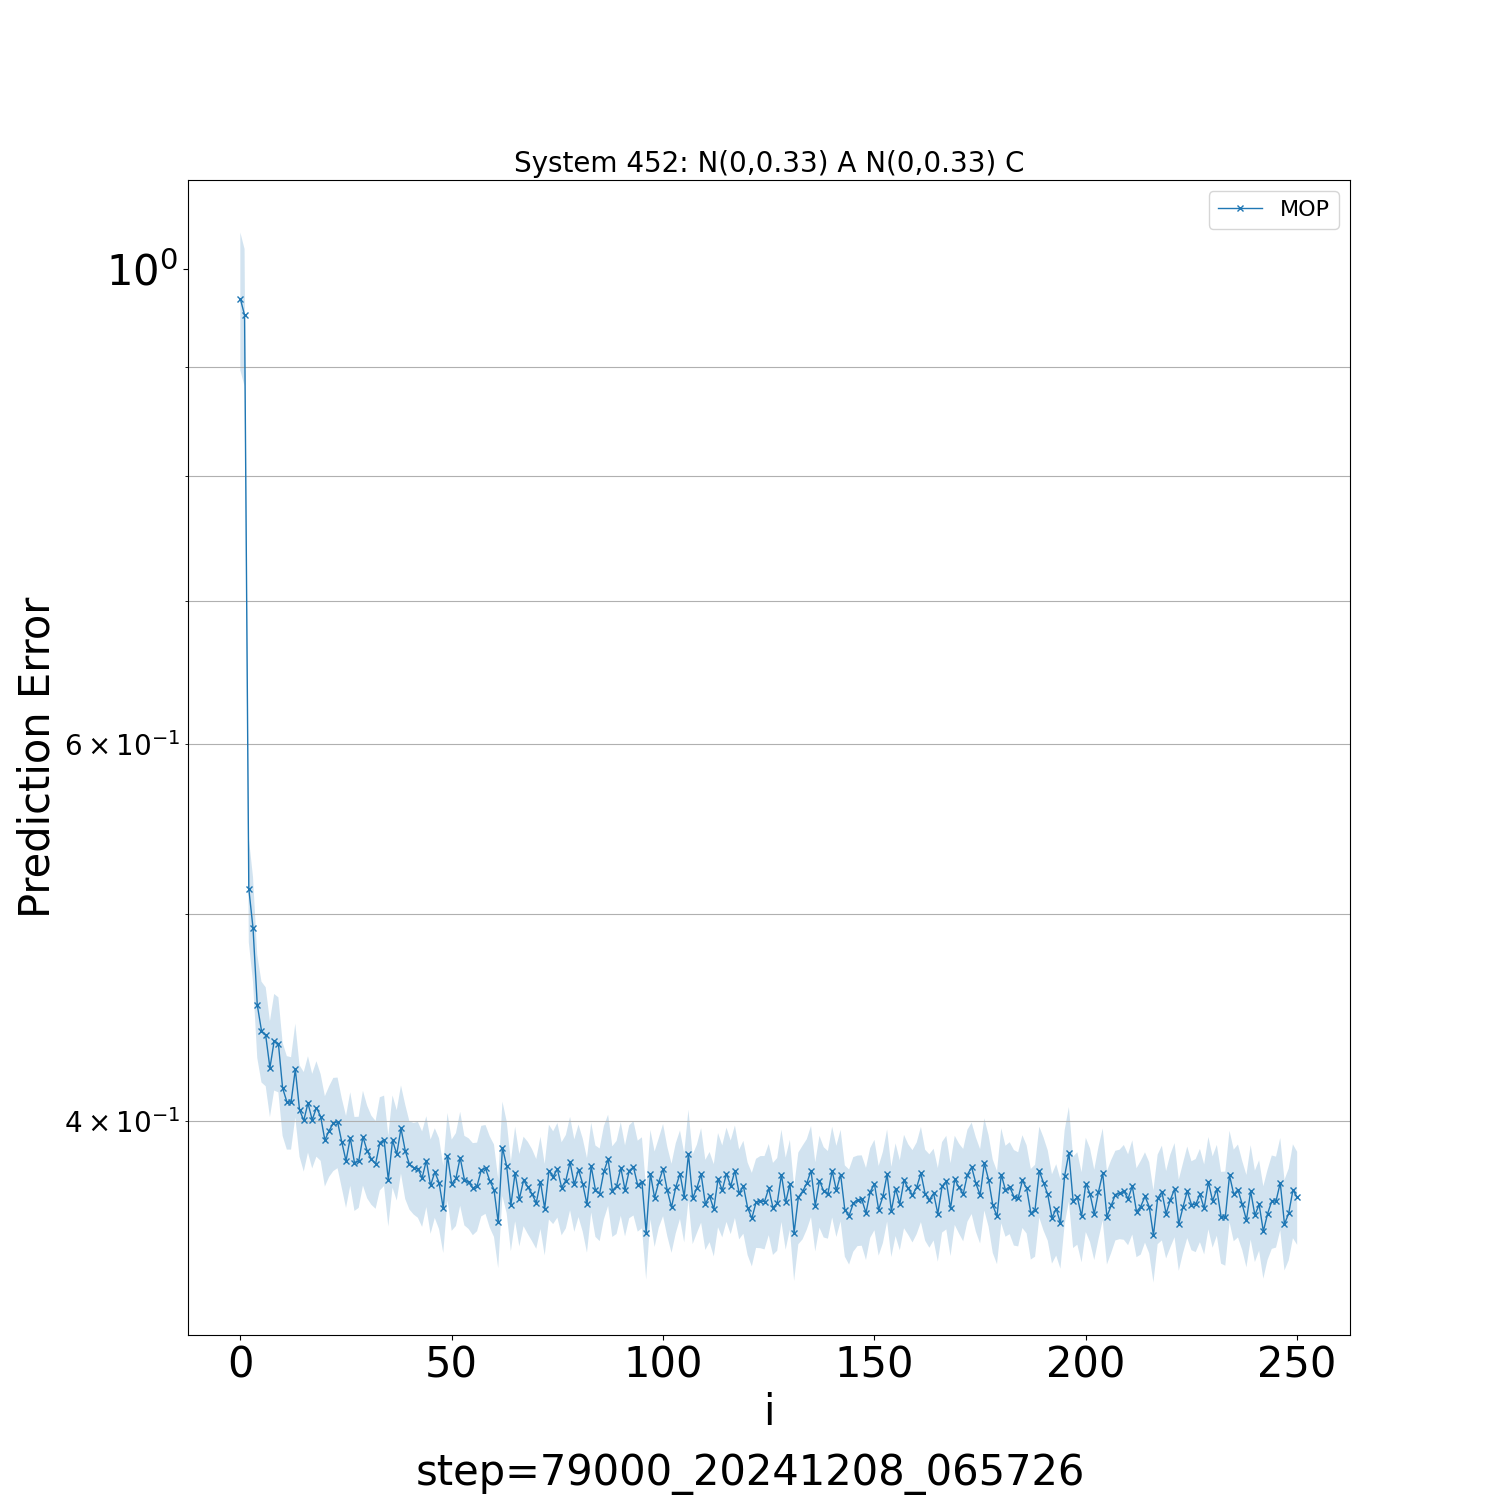 System 452: N(0,0.33) A N(0,0.33) C
MOP
10⁰
6 × 10⁻¹
4 × 10⁻¹
Prediction Error
0 50 100 150 200 250
i
step=79000_20241208_065726